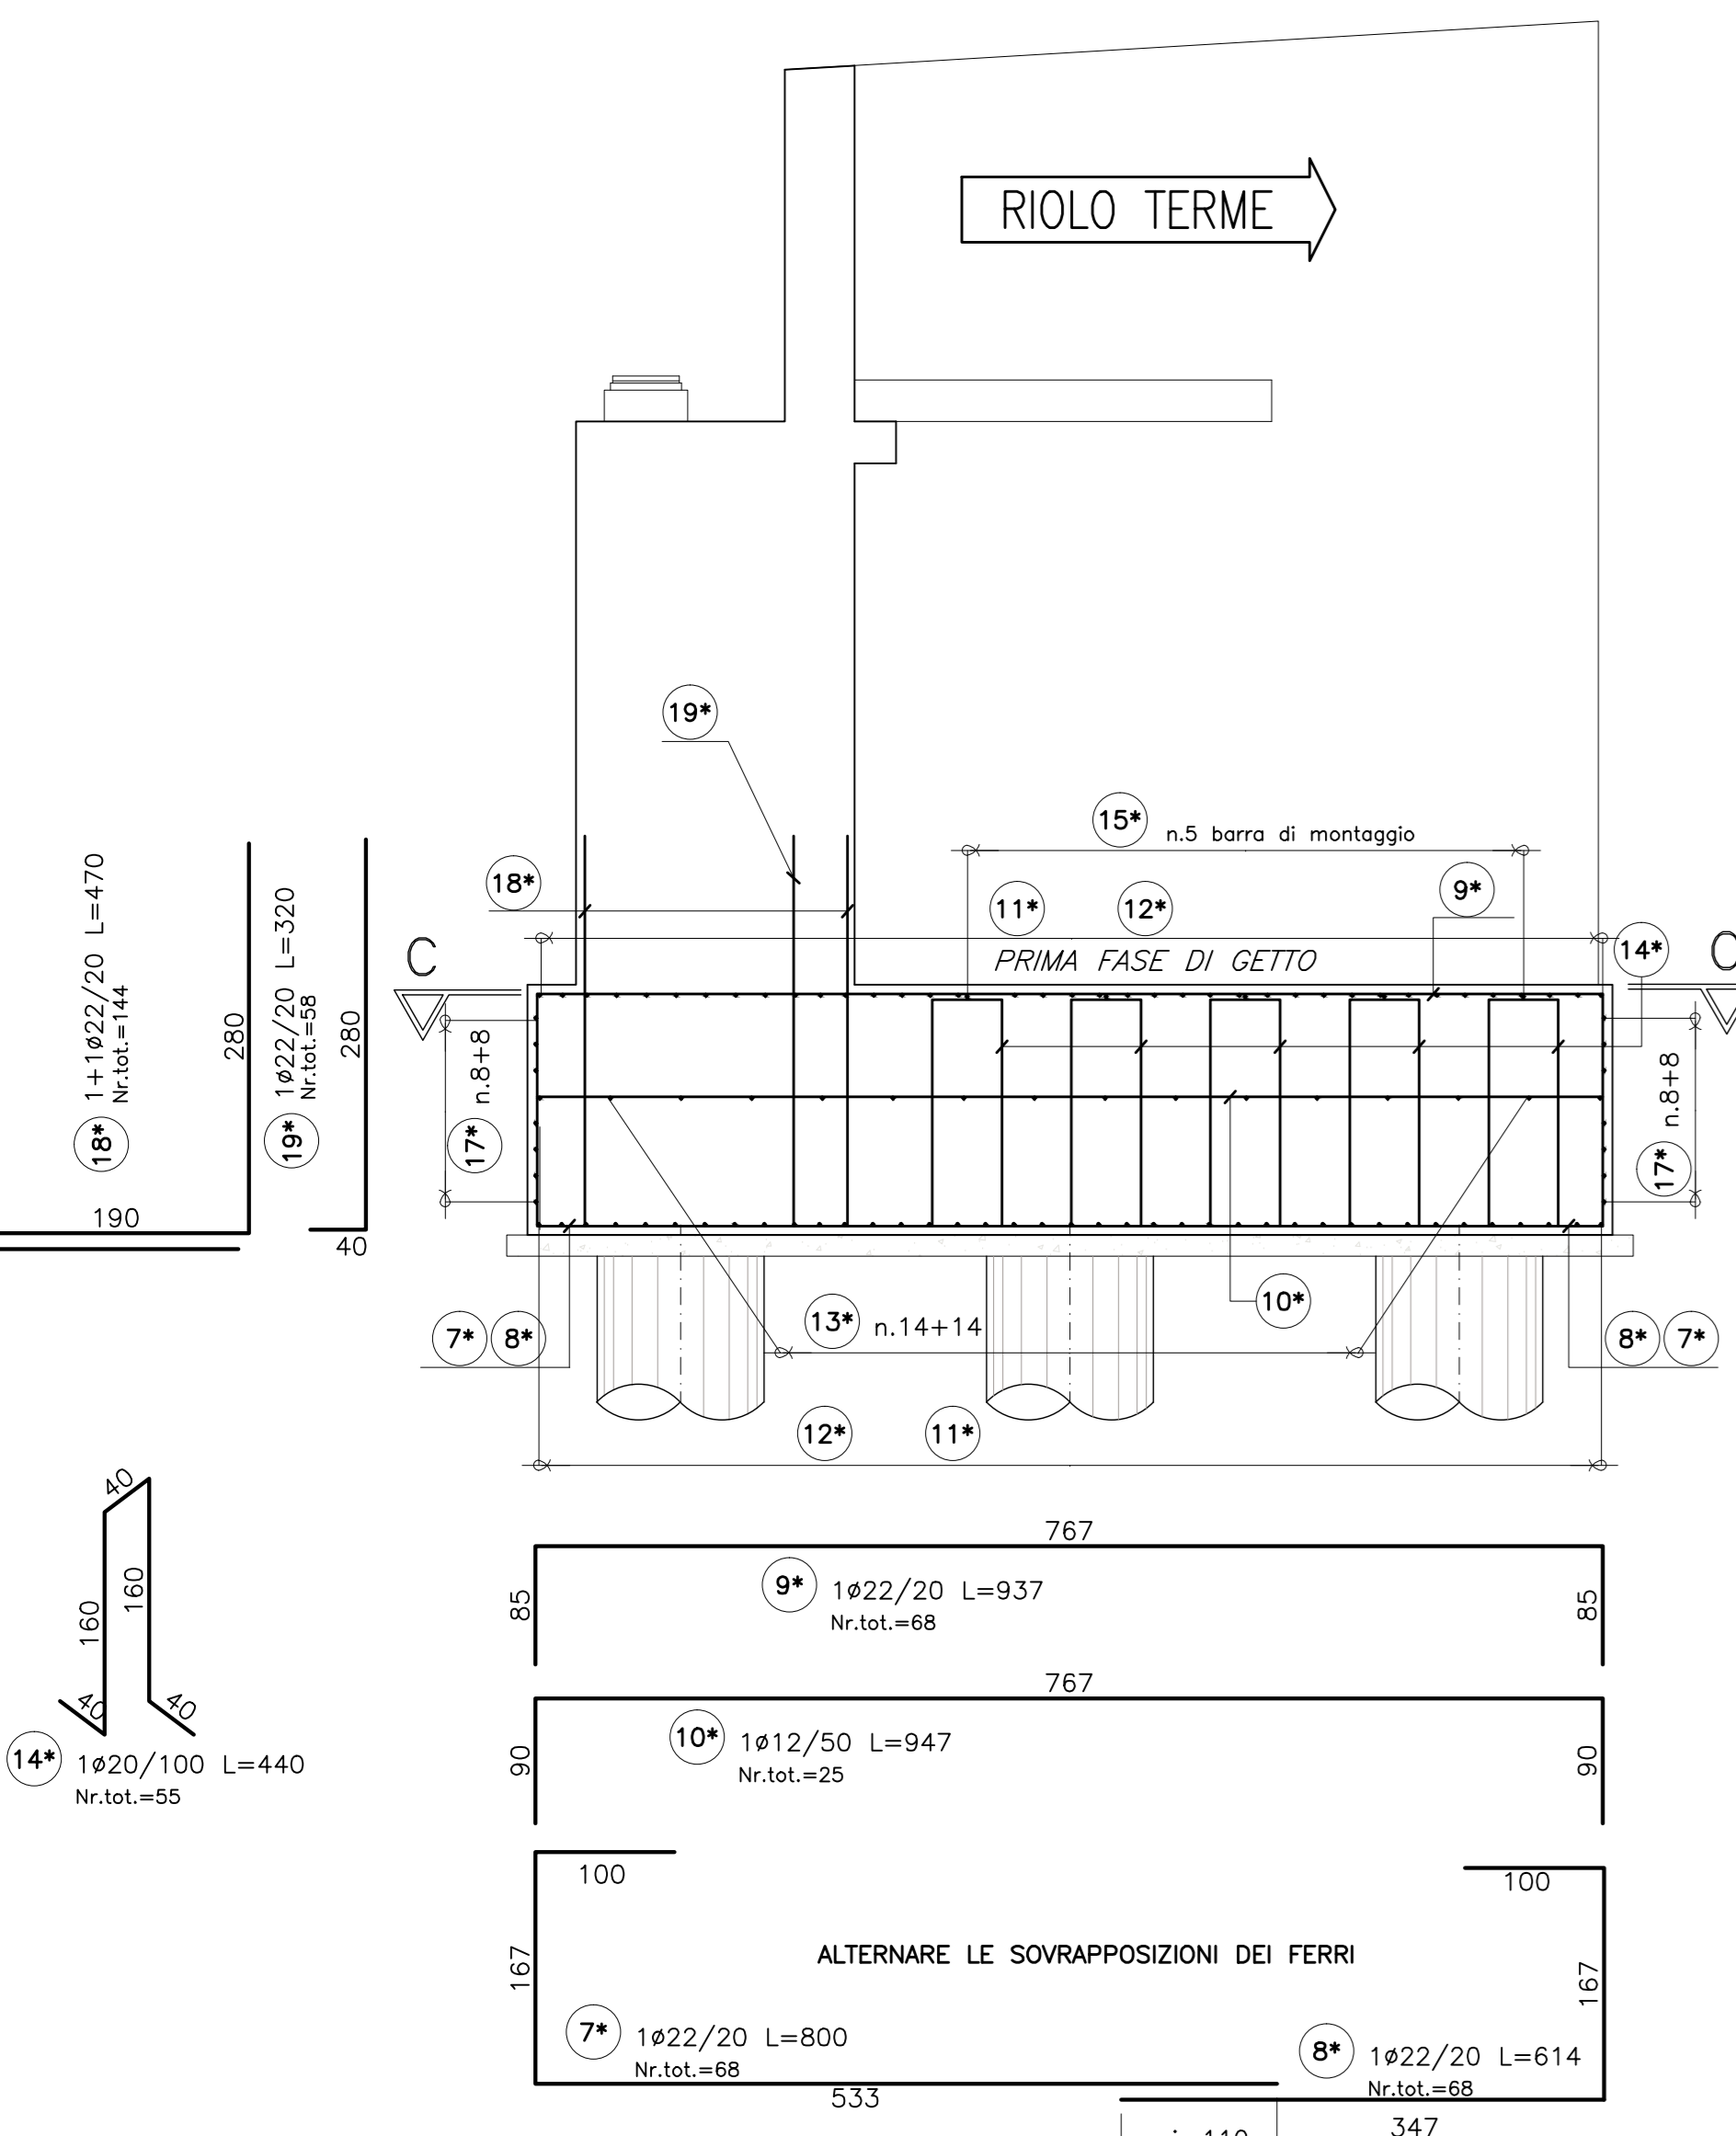 RIOLO TERME
19*
15* n.5 barra di montaggio
18*
11* 12* 9*
PRIMA FASE DI GETTO
14*
C
n.8+8
17*
n.8+8
17*
18* 1+1ø22/20 L=470
Nr.tot.=144
280
190
19* 1ø22/20 L=320
Nr.tot.=58
280
40
10*
13* n.14+14
7* 8*
8* 7*
12* 11*
40
160
160
40
40
14* 1ø20/100 L=440
Nr.tot.=55
767
85
9* 1ø22/20 L=937
Nr.tot.=68
85
767
90
10* 1ø12/50 L=947
Nr.tot.=25
90
100
100
167
ALTERNARE LE SOVRAPPOSIZIONI DEI FERRI
167
7* 1ø22/20 L=800
Nr.tot.=68
8* 1ø22/20 L=614
Nr.tot.=68
533
347
110